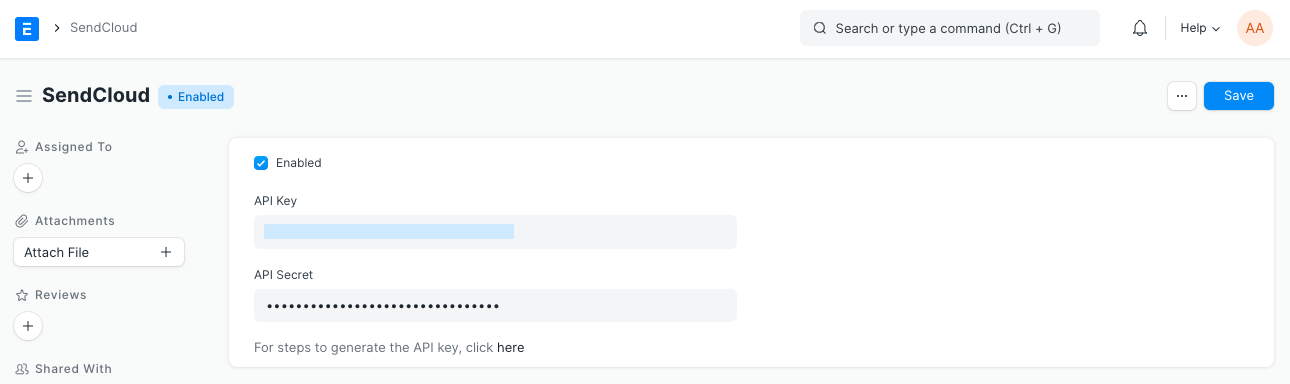 E > SendCloud
Search or type a command (Ctrl + G)
Help
AA
SendCloud
• Enabled
...
Save
Assigned To
+
Attachments
Attach File +
Reviews
+
Shared With
Enabled
API Key
API Secret
••••••••••••••••••••••••••••••••
For steps to generate the API key, click here